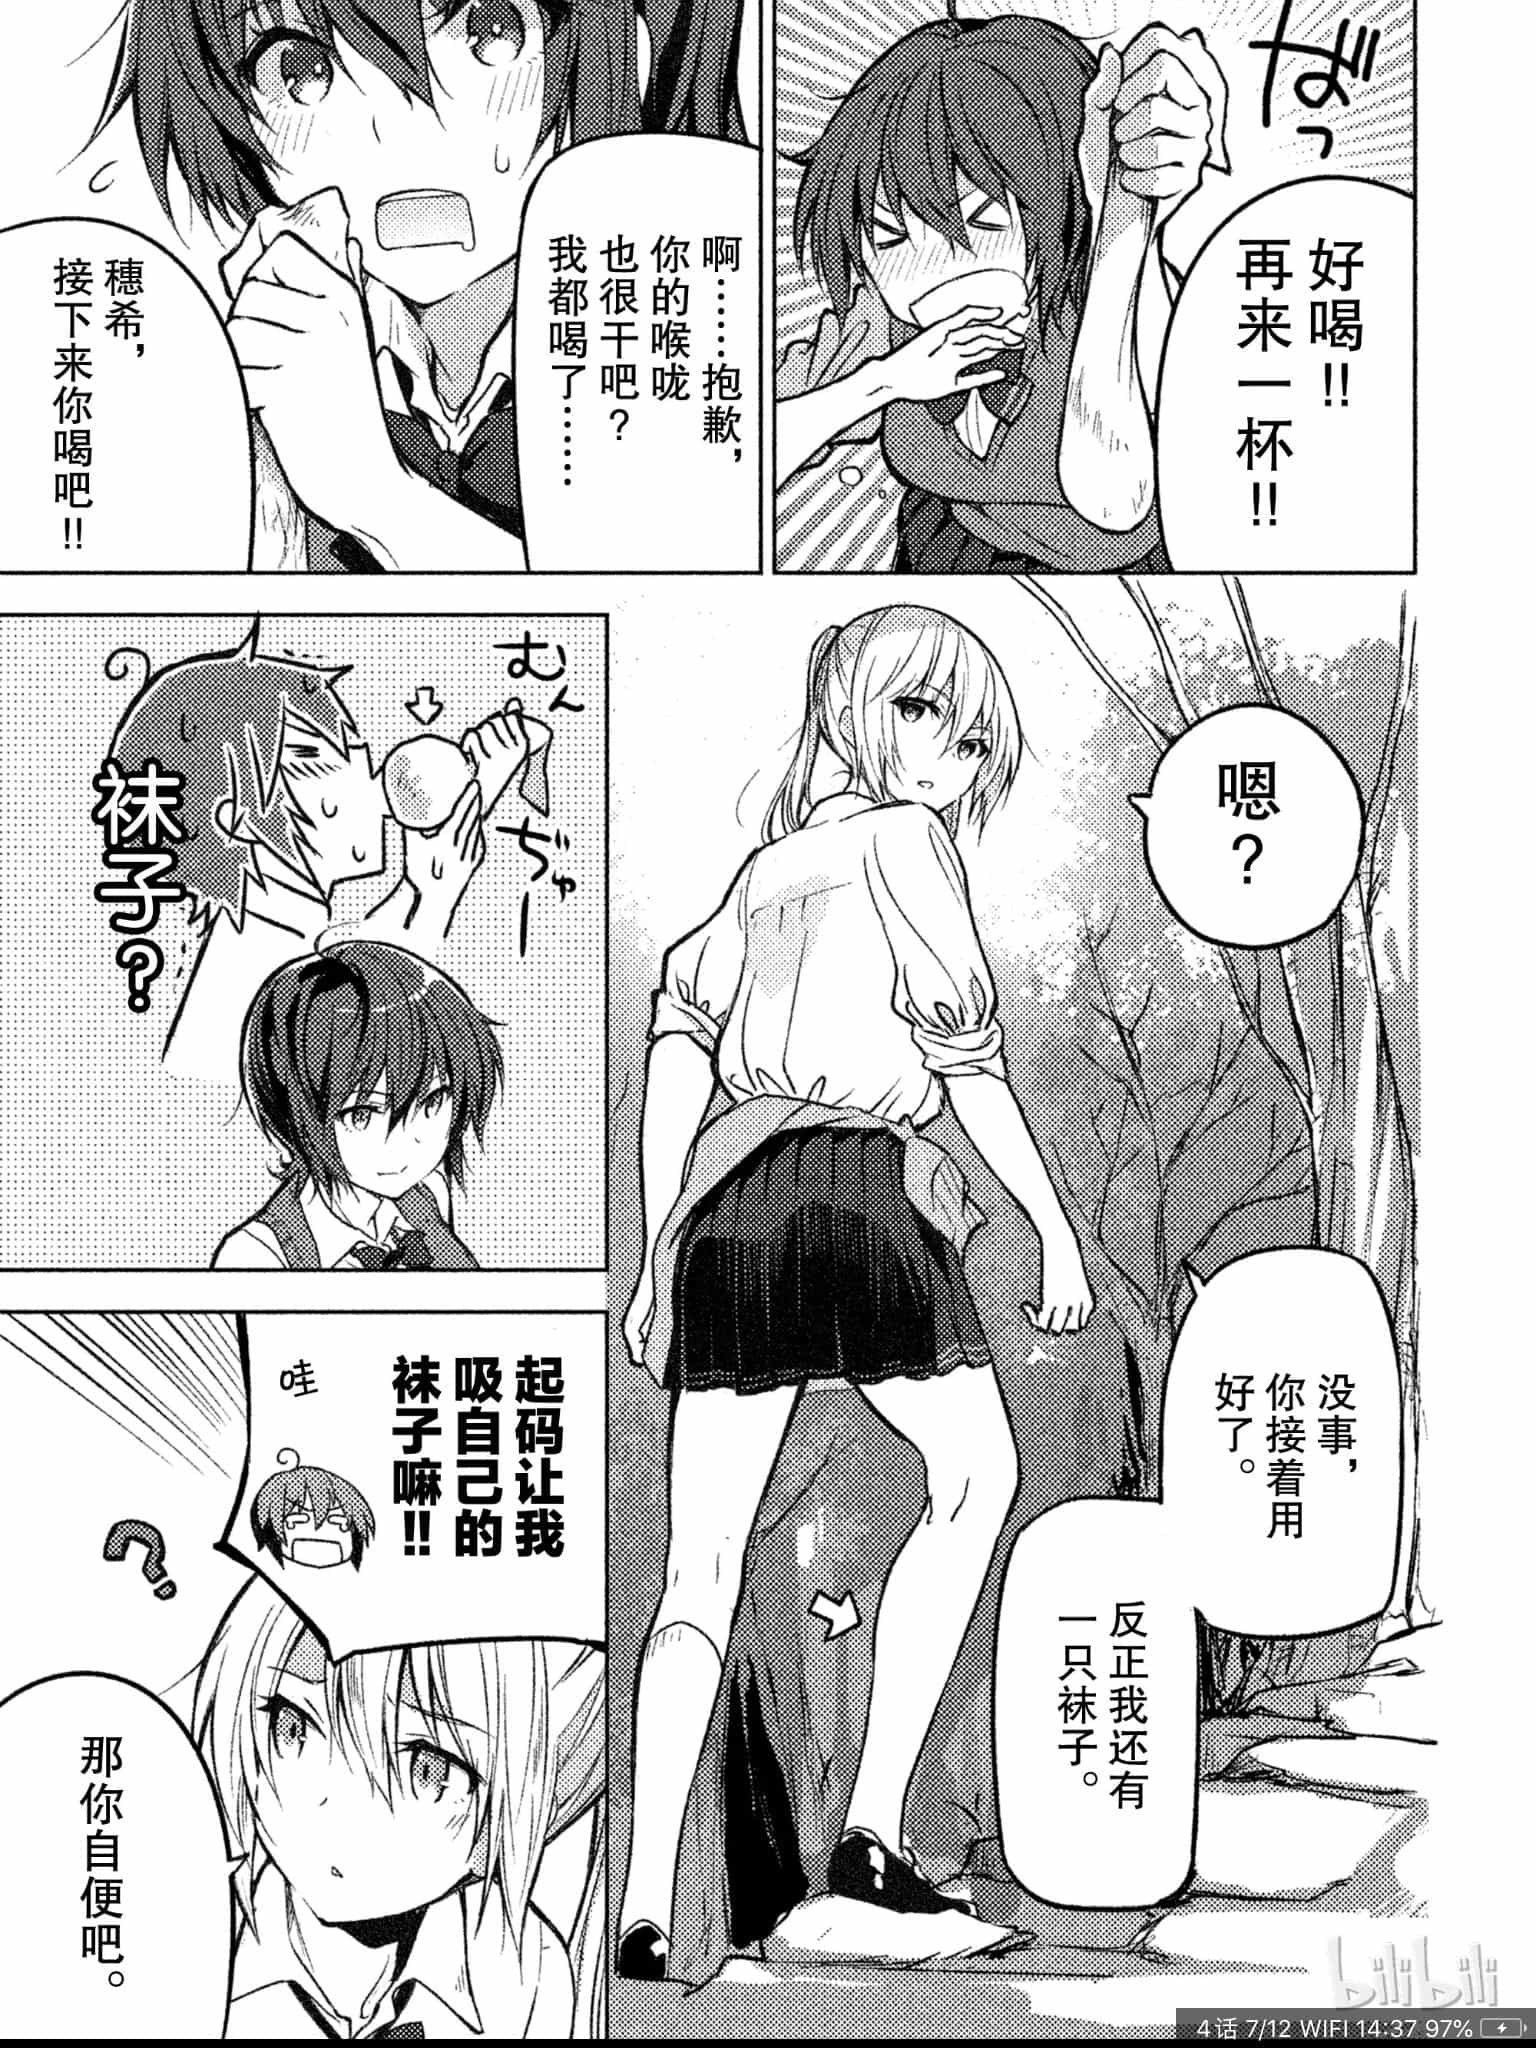 ばっ
好喝!!
再来一杯!!
啊……抱歉，
你的喉咙
也很干吧？
我都喝了……
穗希，
接下来你喝吧!!
嗯？
没事，
你接着用
好了。
反正我还有
一只袜子。
むん
ぢゅー
袜子？
起码让我
吸自己的
袜子嘛!!
哇
?
那你自便吧。
bilibili
4话 7/12 WIFI 14:37 97%